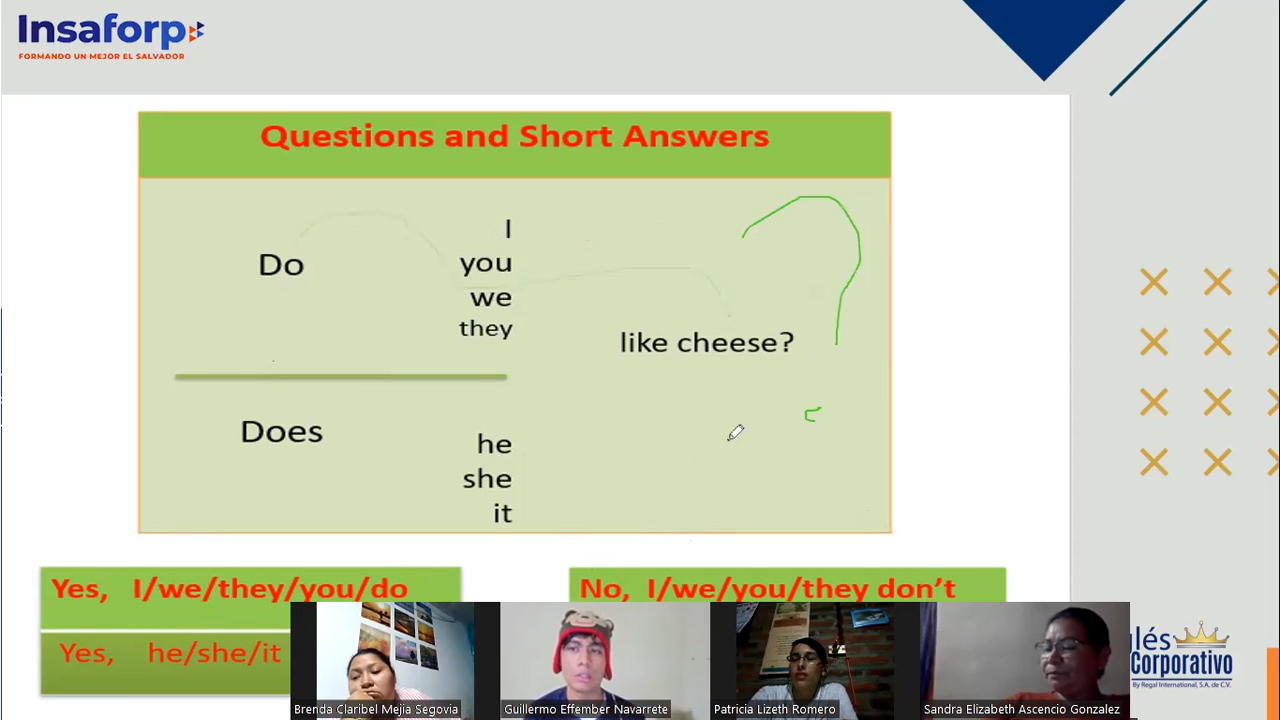 Insaforp
FORMANDO UN MEJOR EL SALVADOR
Questions and Short Answers
Do
I
you
we
they
like cheese?
Does
he
she
it
Yes, I/we/they/you/do
No, I/we/you/they don't
Yes, he/she/it
Brenda Claribel Mejia Segovia
Guillermo Effember Navarrete
Patricia Lizeth Romero
Sandra Elizabeth Ascencio Gonzalez
lés
Corporativo
By Regal International, S.A. de C.V.